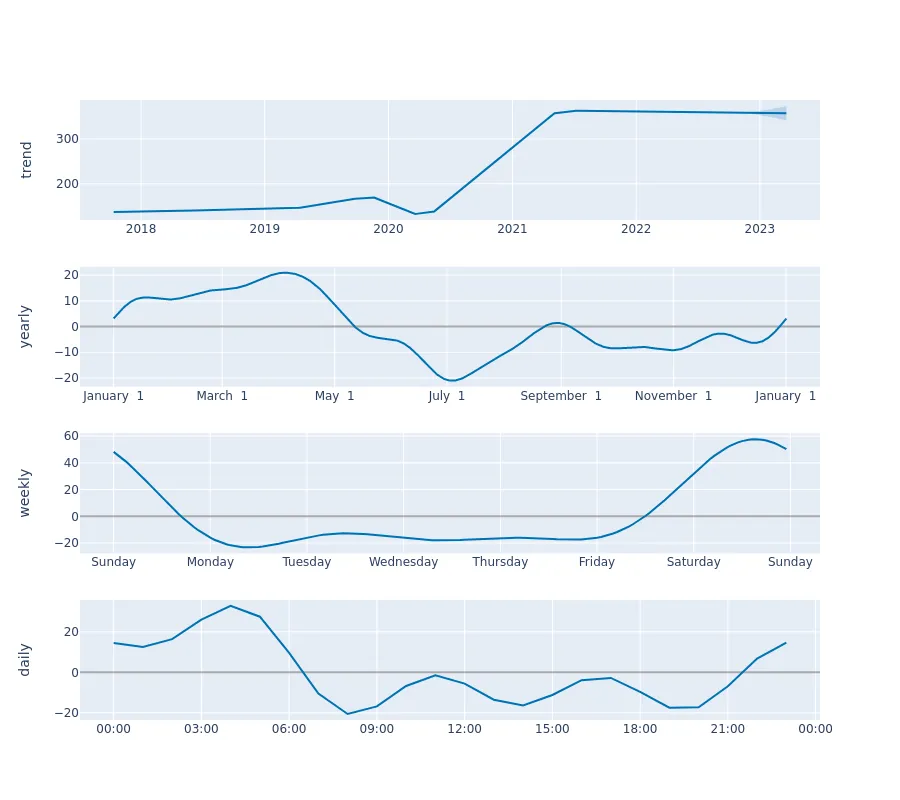 trend
300
200
2018 2019 2020 2021 2022 2023
yearly
20
10
0
−10
−20
January 1 March 1 May 1 July 1 September 1 November 1 January 1
weekly
60
40
20
0
−20
Sunday Monday Tuesday Wednesday Thursday Friday Saturday Sunday
daily
20
0
−20
00:00 03:00 06:00 09:00 12:00 15:00 18:00 21:00 00:00